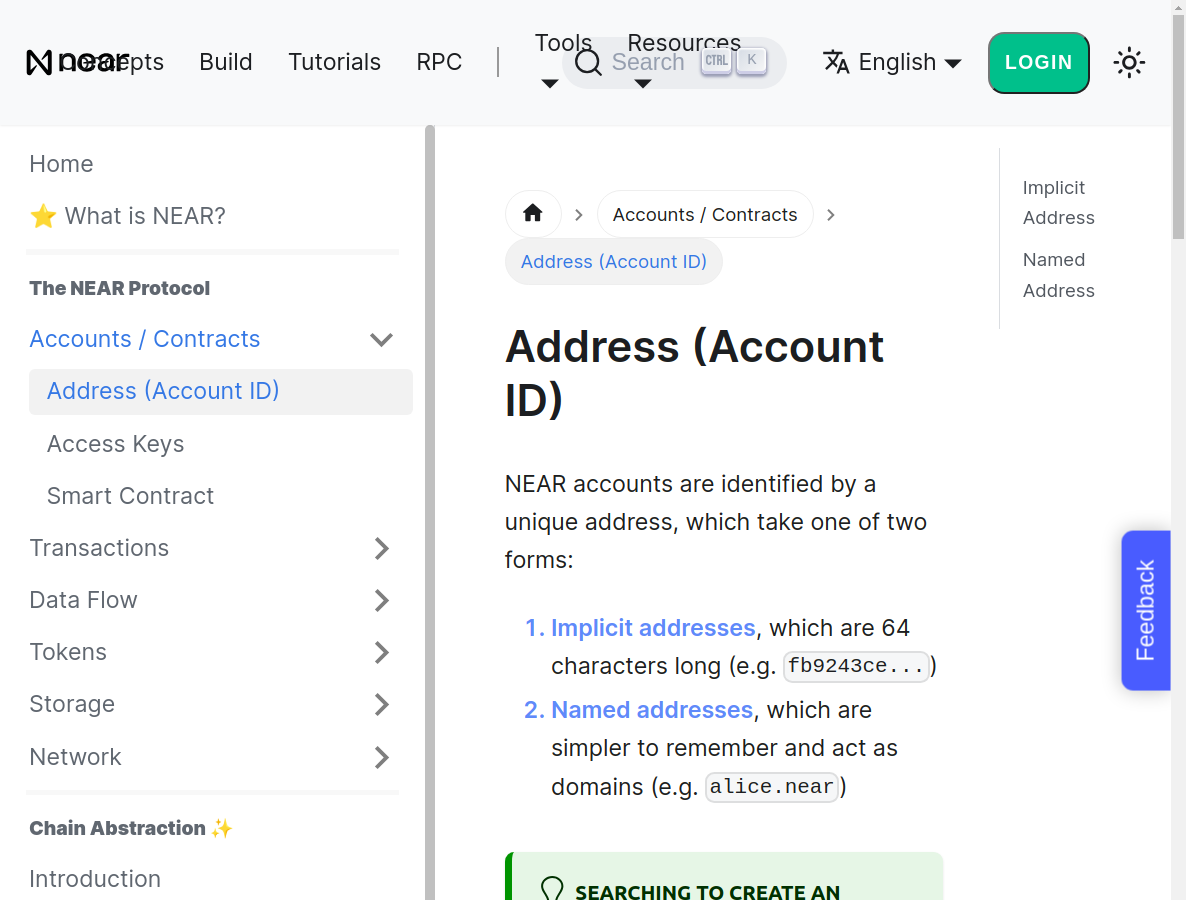 near
Concepts
Build
Tutorials
RPC
Tools
Resources
Search
CTRL
K
English
LOGIN
Home
⭐ What is NEAR?
The NEAR Protocol
Accounts / Contracts
Address (Account ID)
Access Keys
Smart Contract
Transactions
Data Flow
Tokens
Storage
Network
Chain Abstraction ✨
Introduction
Accounts / Contracts
Address (Account ID)
Address (Account
ID)
NEAR accounts are identified by a
unique address, which take one of two
forms:
1. Implicit addresses, which are 64
characters long (e.g. fb9243ce...)
2. Named addresses, which are
simpler to remember and act as
domains (e.g. alice.near)
SEARCHING TO CREATE AN
Implicit
Address
Named
Address
Feedback